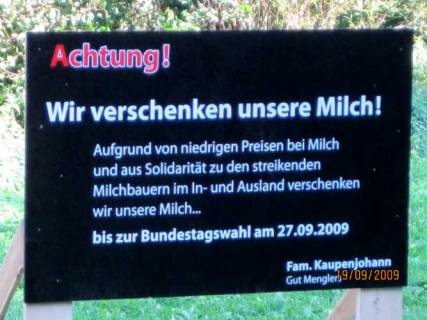 Achtung!
Wir verschenken unsere Milch!
Aufgrund von niedrigen Preisen bei Milch
und aus Solidarität zu den streikenden
Milchbauern im In- und Ausland verschenken
wir unsere Milch...
bis zur Bundestagswahl am 27.09.2009
Fam. Kaupenjohann
Gut
19/09/2009